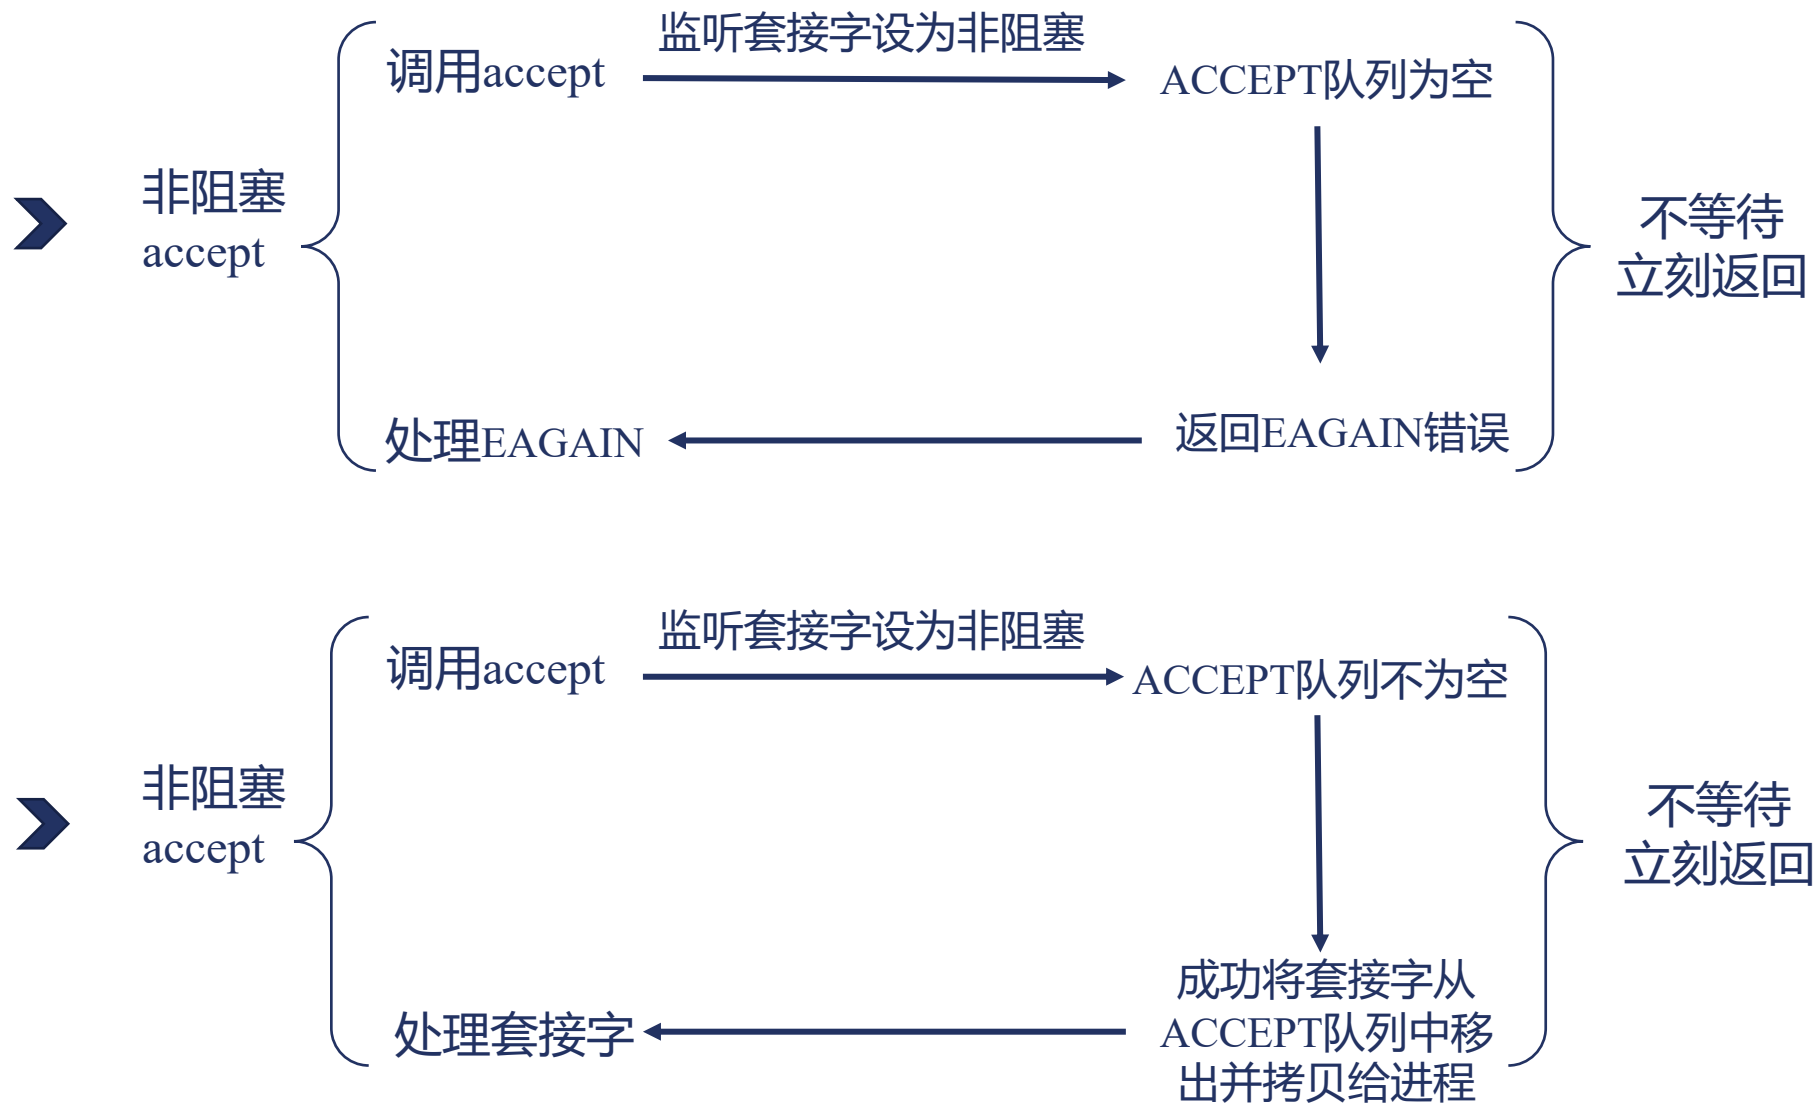 监听套接字设为非阻塞
调用accept
ACCEPT队列为空
非阻塞
accept
不等待
立刻返回
处理EAGAIN
返回EAGAIN错误
监听套接字设为非阻塞
调用accept
ACCEPT队列不为空
非阻塞
accept
不等待
立刻返回
处理套接字
成功将套接字从
ACCEPT队列中移
出并拷贝给进程